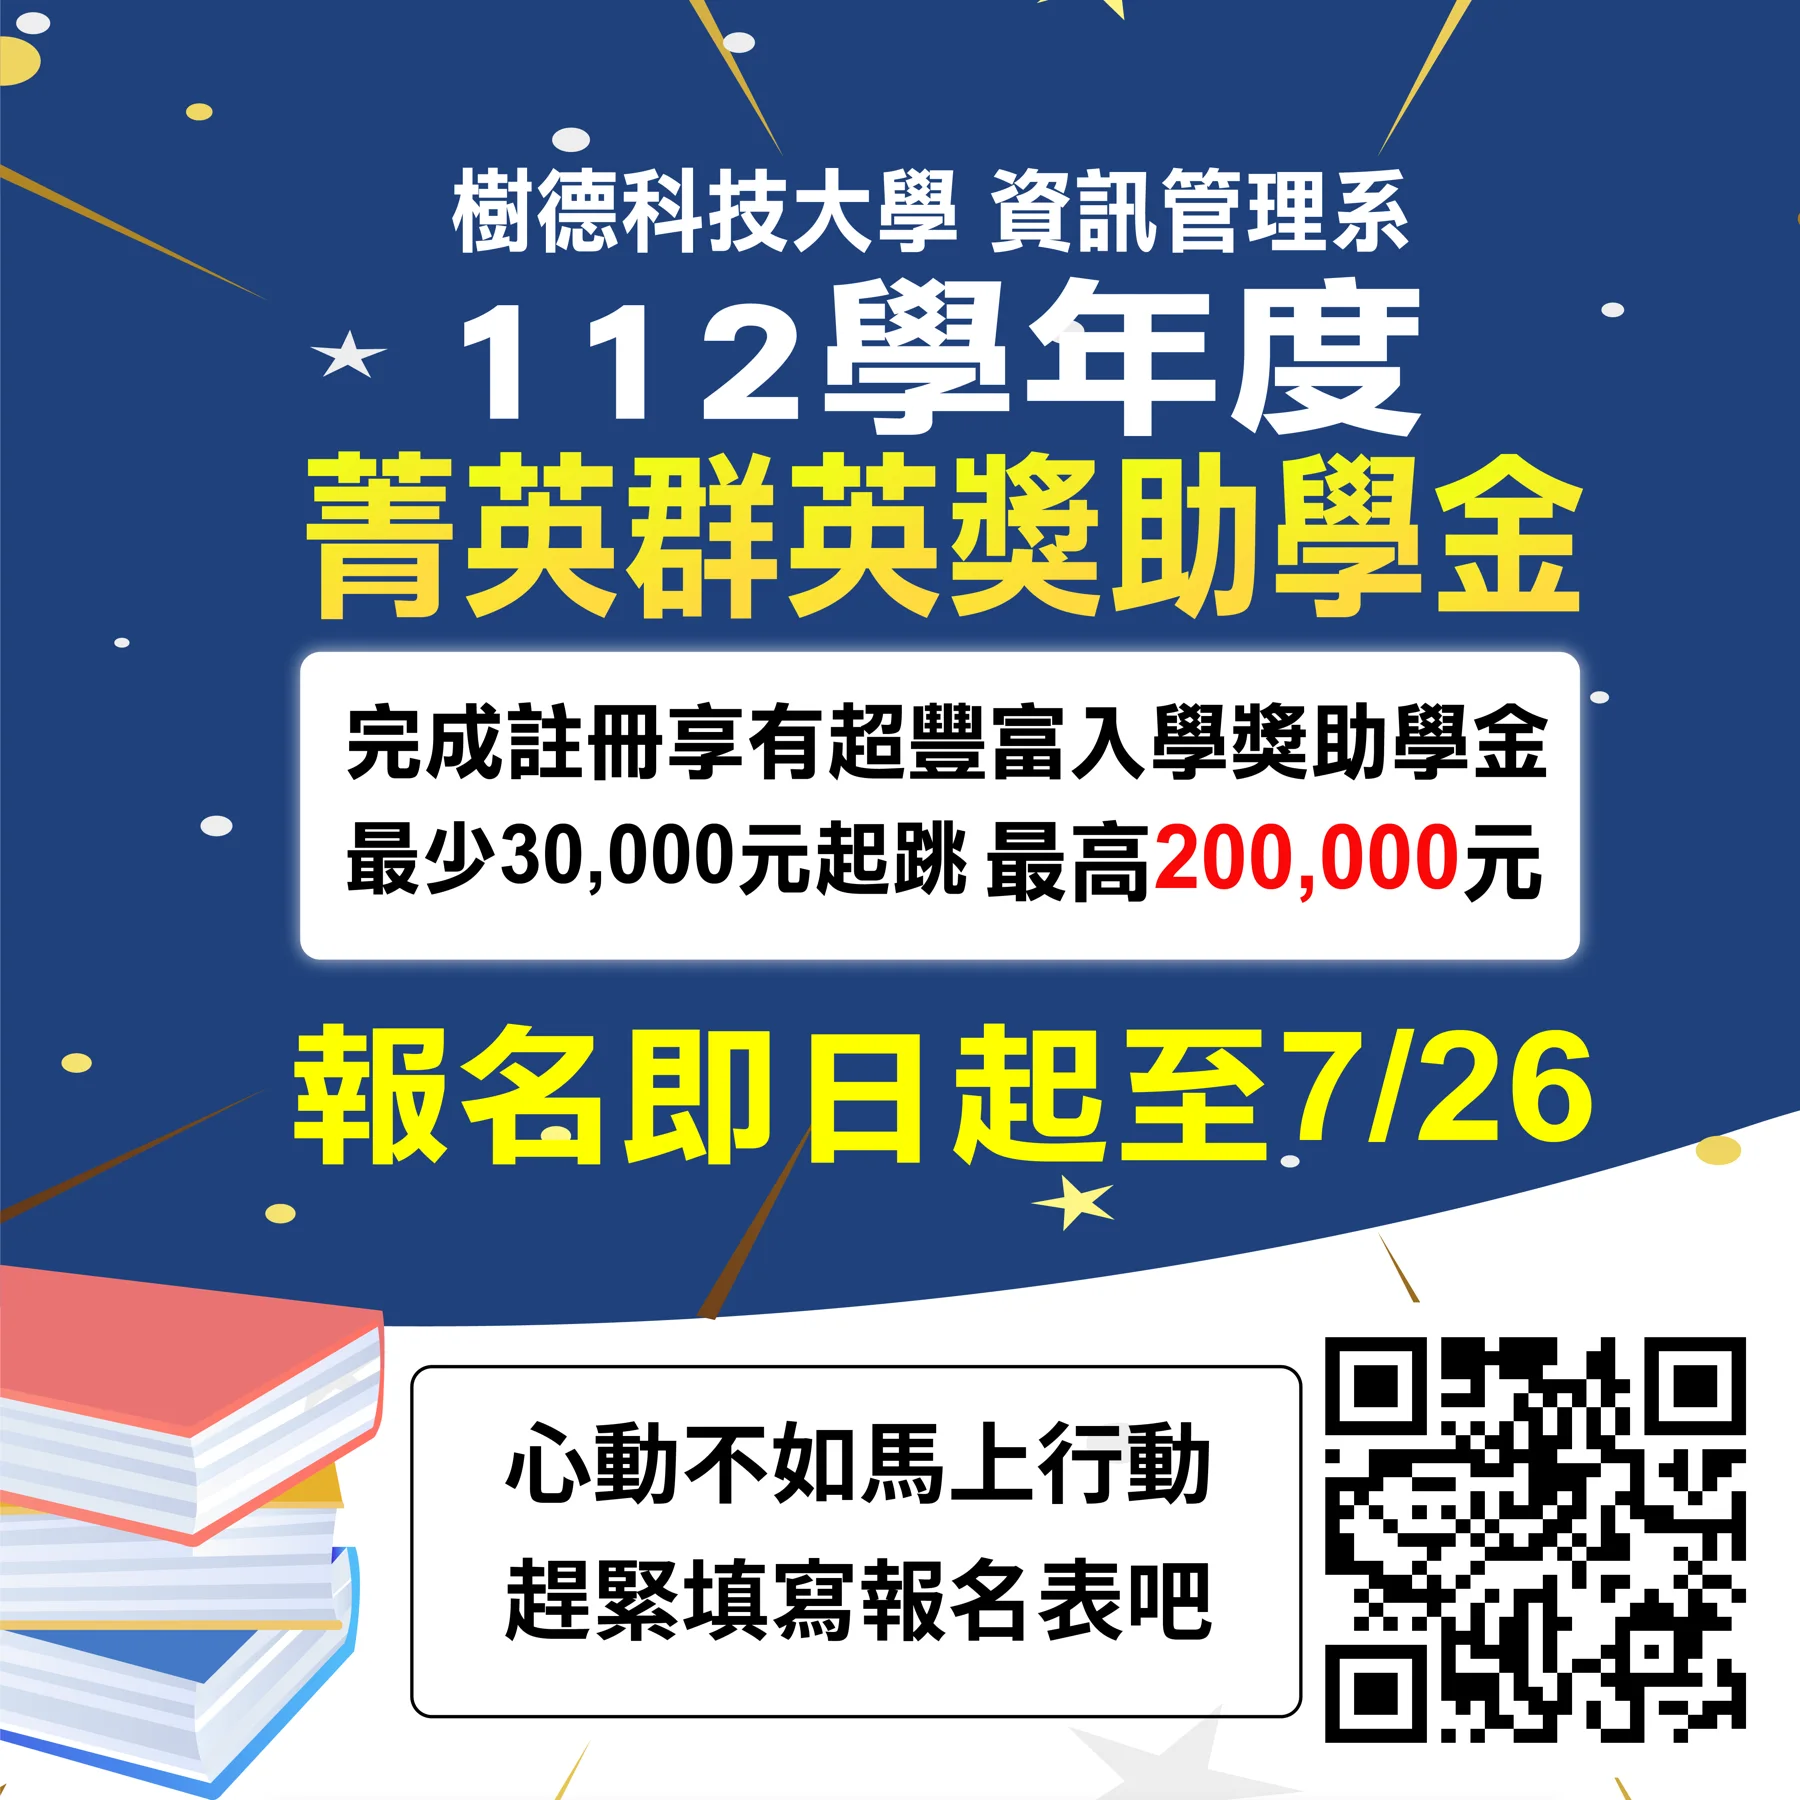 樹德科技大學 資訊管理系
112學年度
菁英群英獎助學金
完成註冊享有超豐富入學獎助學金
最少30,000元起跳 最高200,000元
報名即日起至7/26
心動不如馬上行動
趕緊填寫報名表吧